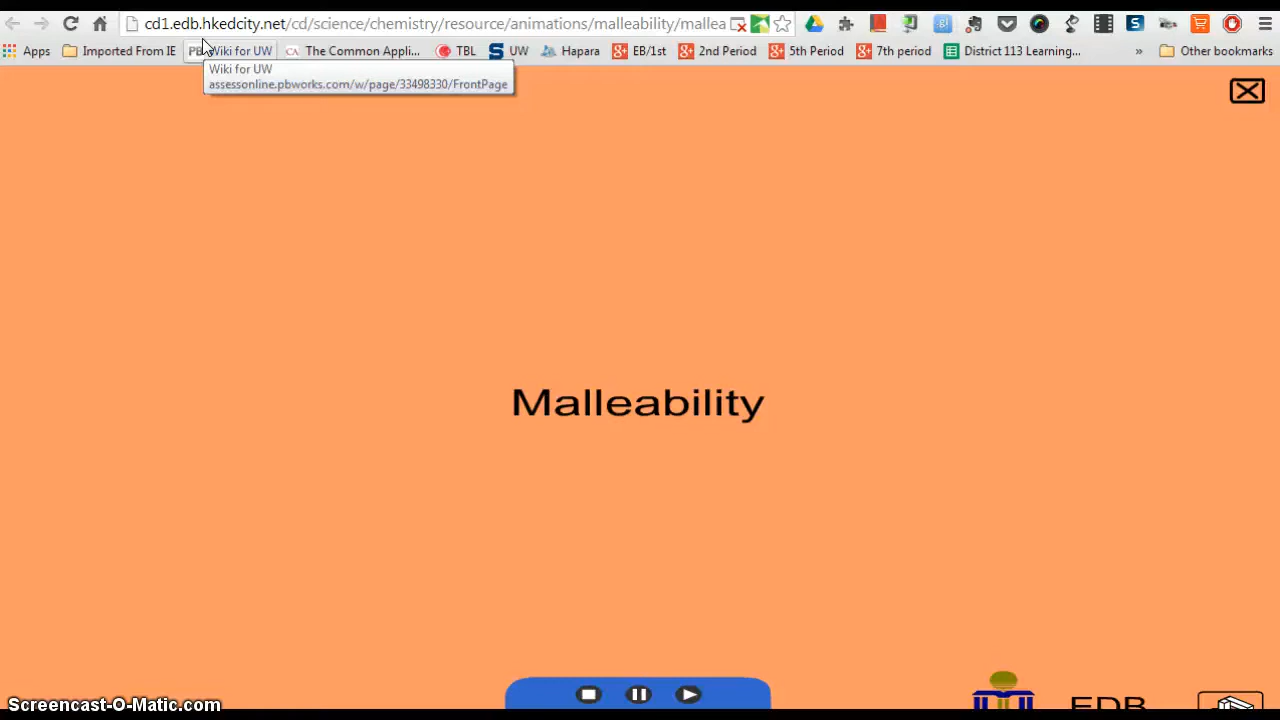 cd1.edb.hkedcity.net/cd/science/chemistry/resource/animations/malleability/mallea
Apps Imported From IE Wiki for UW CA The Common Appli... TBL S UW Hapara EB/1st 2nd Period 5th Period 7th period District 113 Learning... » Other bookmarks
Wiki for UW
assessonline.pbworks.com/w/page/33498330/FrontPage
Malleability
EDB
Screencast-O-Matic.com